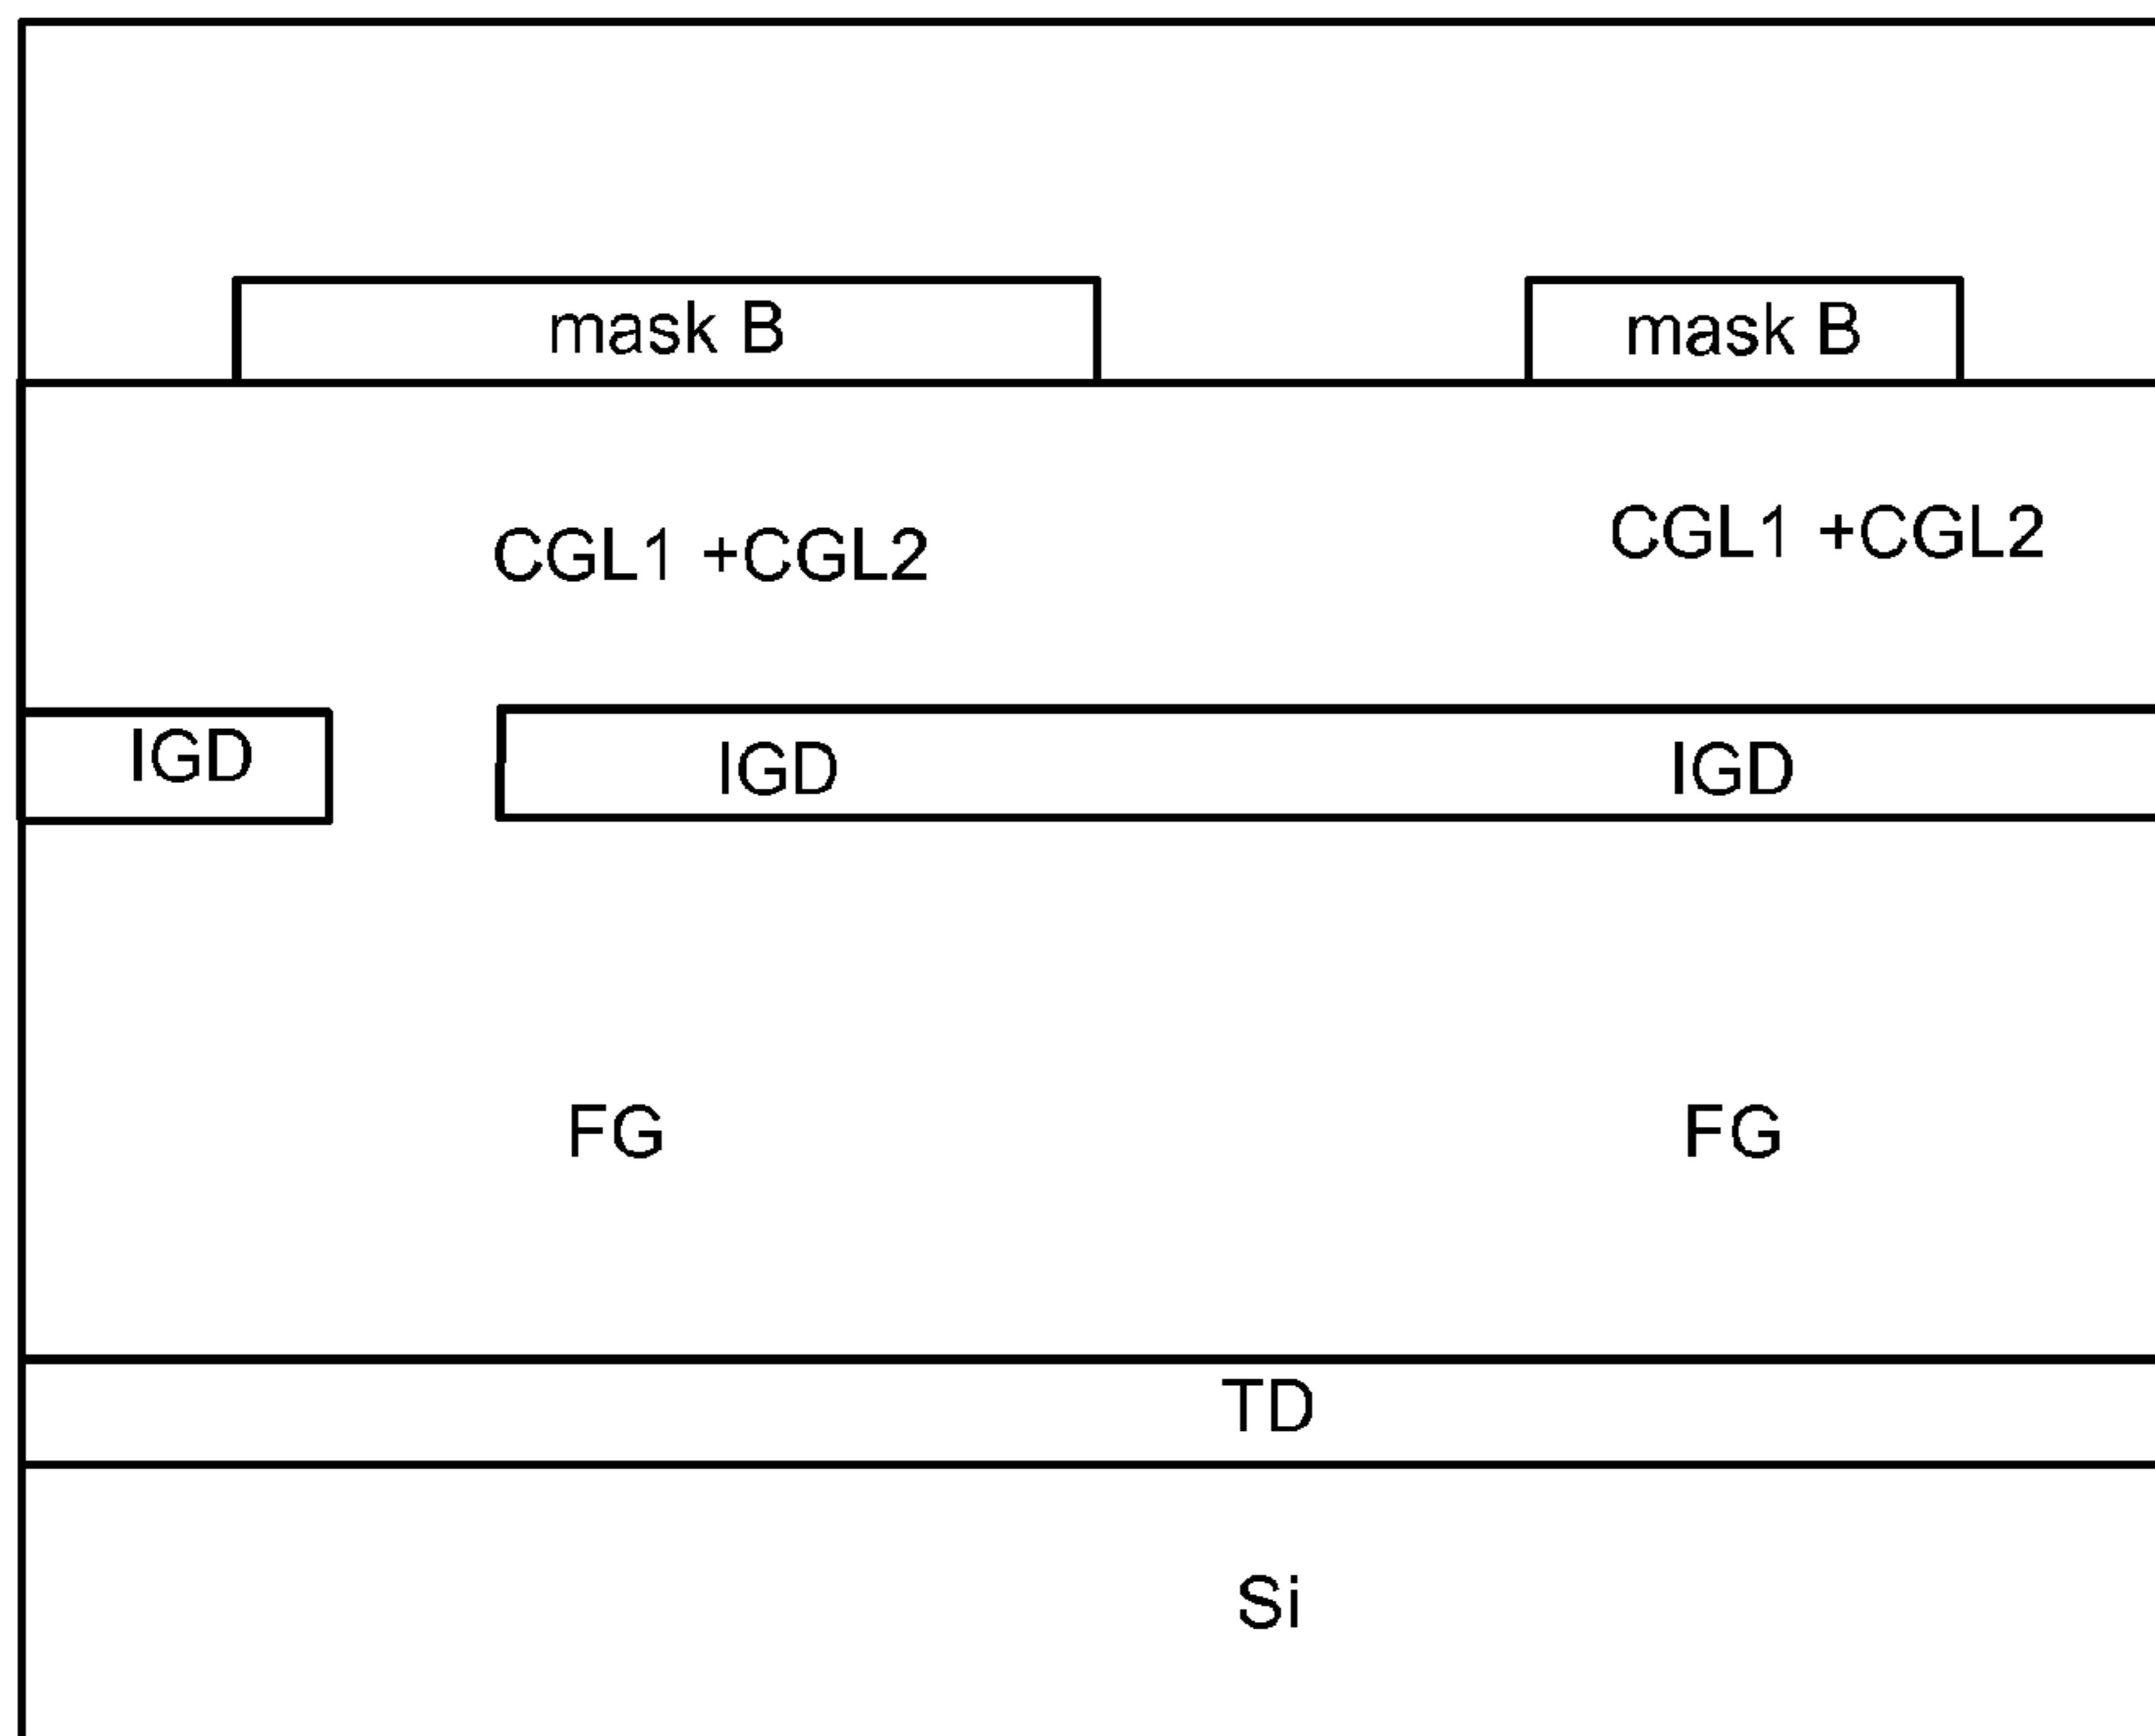 mask B
mask B
CGL1 +CGL2
CGL1 +CGL2
IGD
IGD
IGD
FG
FG
TD
Si